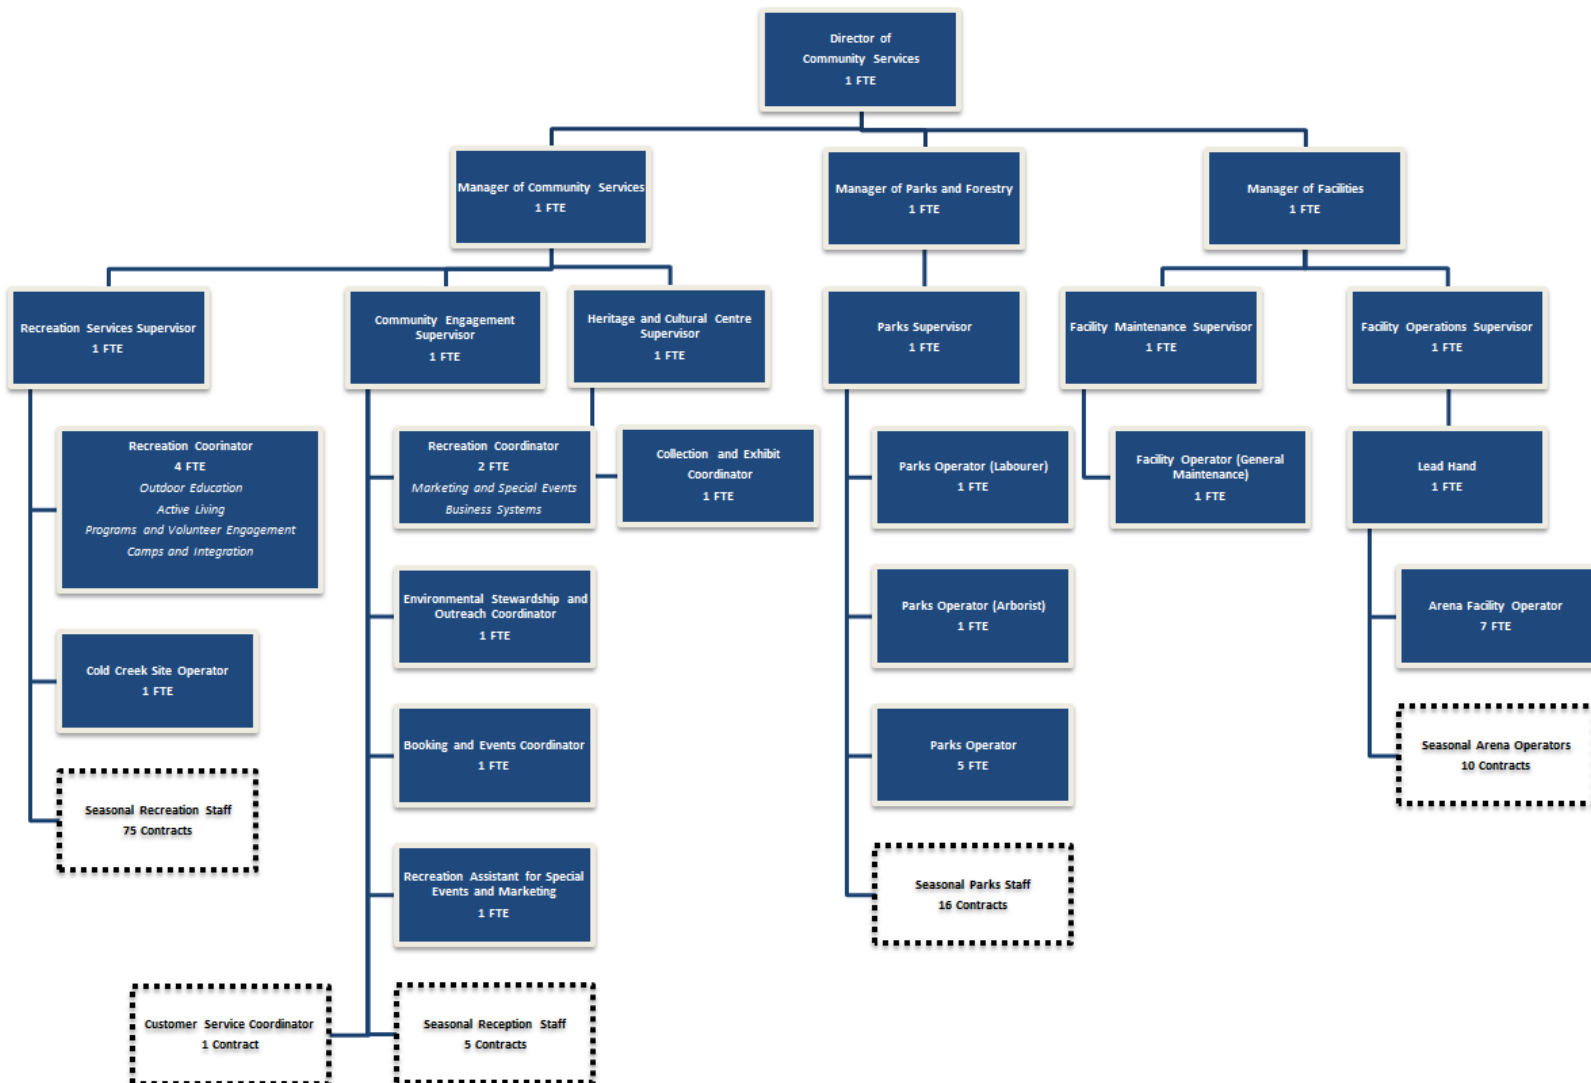 Director of
Community Services
1 FTE
Manager of Community Services
1 FTE
Manager of Parks and Forestry
1 FTE
Manager of Facilities
1 FTE
Recreation Services Supervisor
1 FTE
Community Engagement
Supervisor
1 FTE
Heritage and Cultural Centre
Supervisor
1 FTE
Parks Supervisor
1 FTE
Facility Maintenance Supervisor
1 FTE
Facility Operations Supervisor
1 FTE
Recreation Coorinator
4 FTE
Outdoor Education
Active Living
Programs and Volunteer Engagement
Camps and Integration
Recreation Coordinator
2 FTE
Marketing and Special Events
Business Systems
Collection and Exhibit
Coordinator
1 FTE
Parks Operator (Labourer)
1 FTE
Facility Operator (General
Maintenance)
1 FTE
Lead Hand
1 FTE
Environmental Stewardship and
Outreach Coordinator
1 FTE
Parks Operator (Arborist)
1 FTE
Arena Facility Operator
7 FTE
Cold Creek Site Operator
1 FTE
Booking and Events Coordinator
1 FTE
Parks Operator
5 FTE
Seasonal Arena Operators
10 Contracts
Seasonal Recreation Staff
75 Contracts
Recreation Assistant for Special
Events and Marketing
1 FTE
Seasonal Parks Staff
16 Contracts
Customer Service Coordinator
1 Contract
Seasonal Reception Staff
5 Contracts